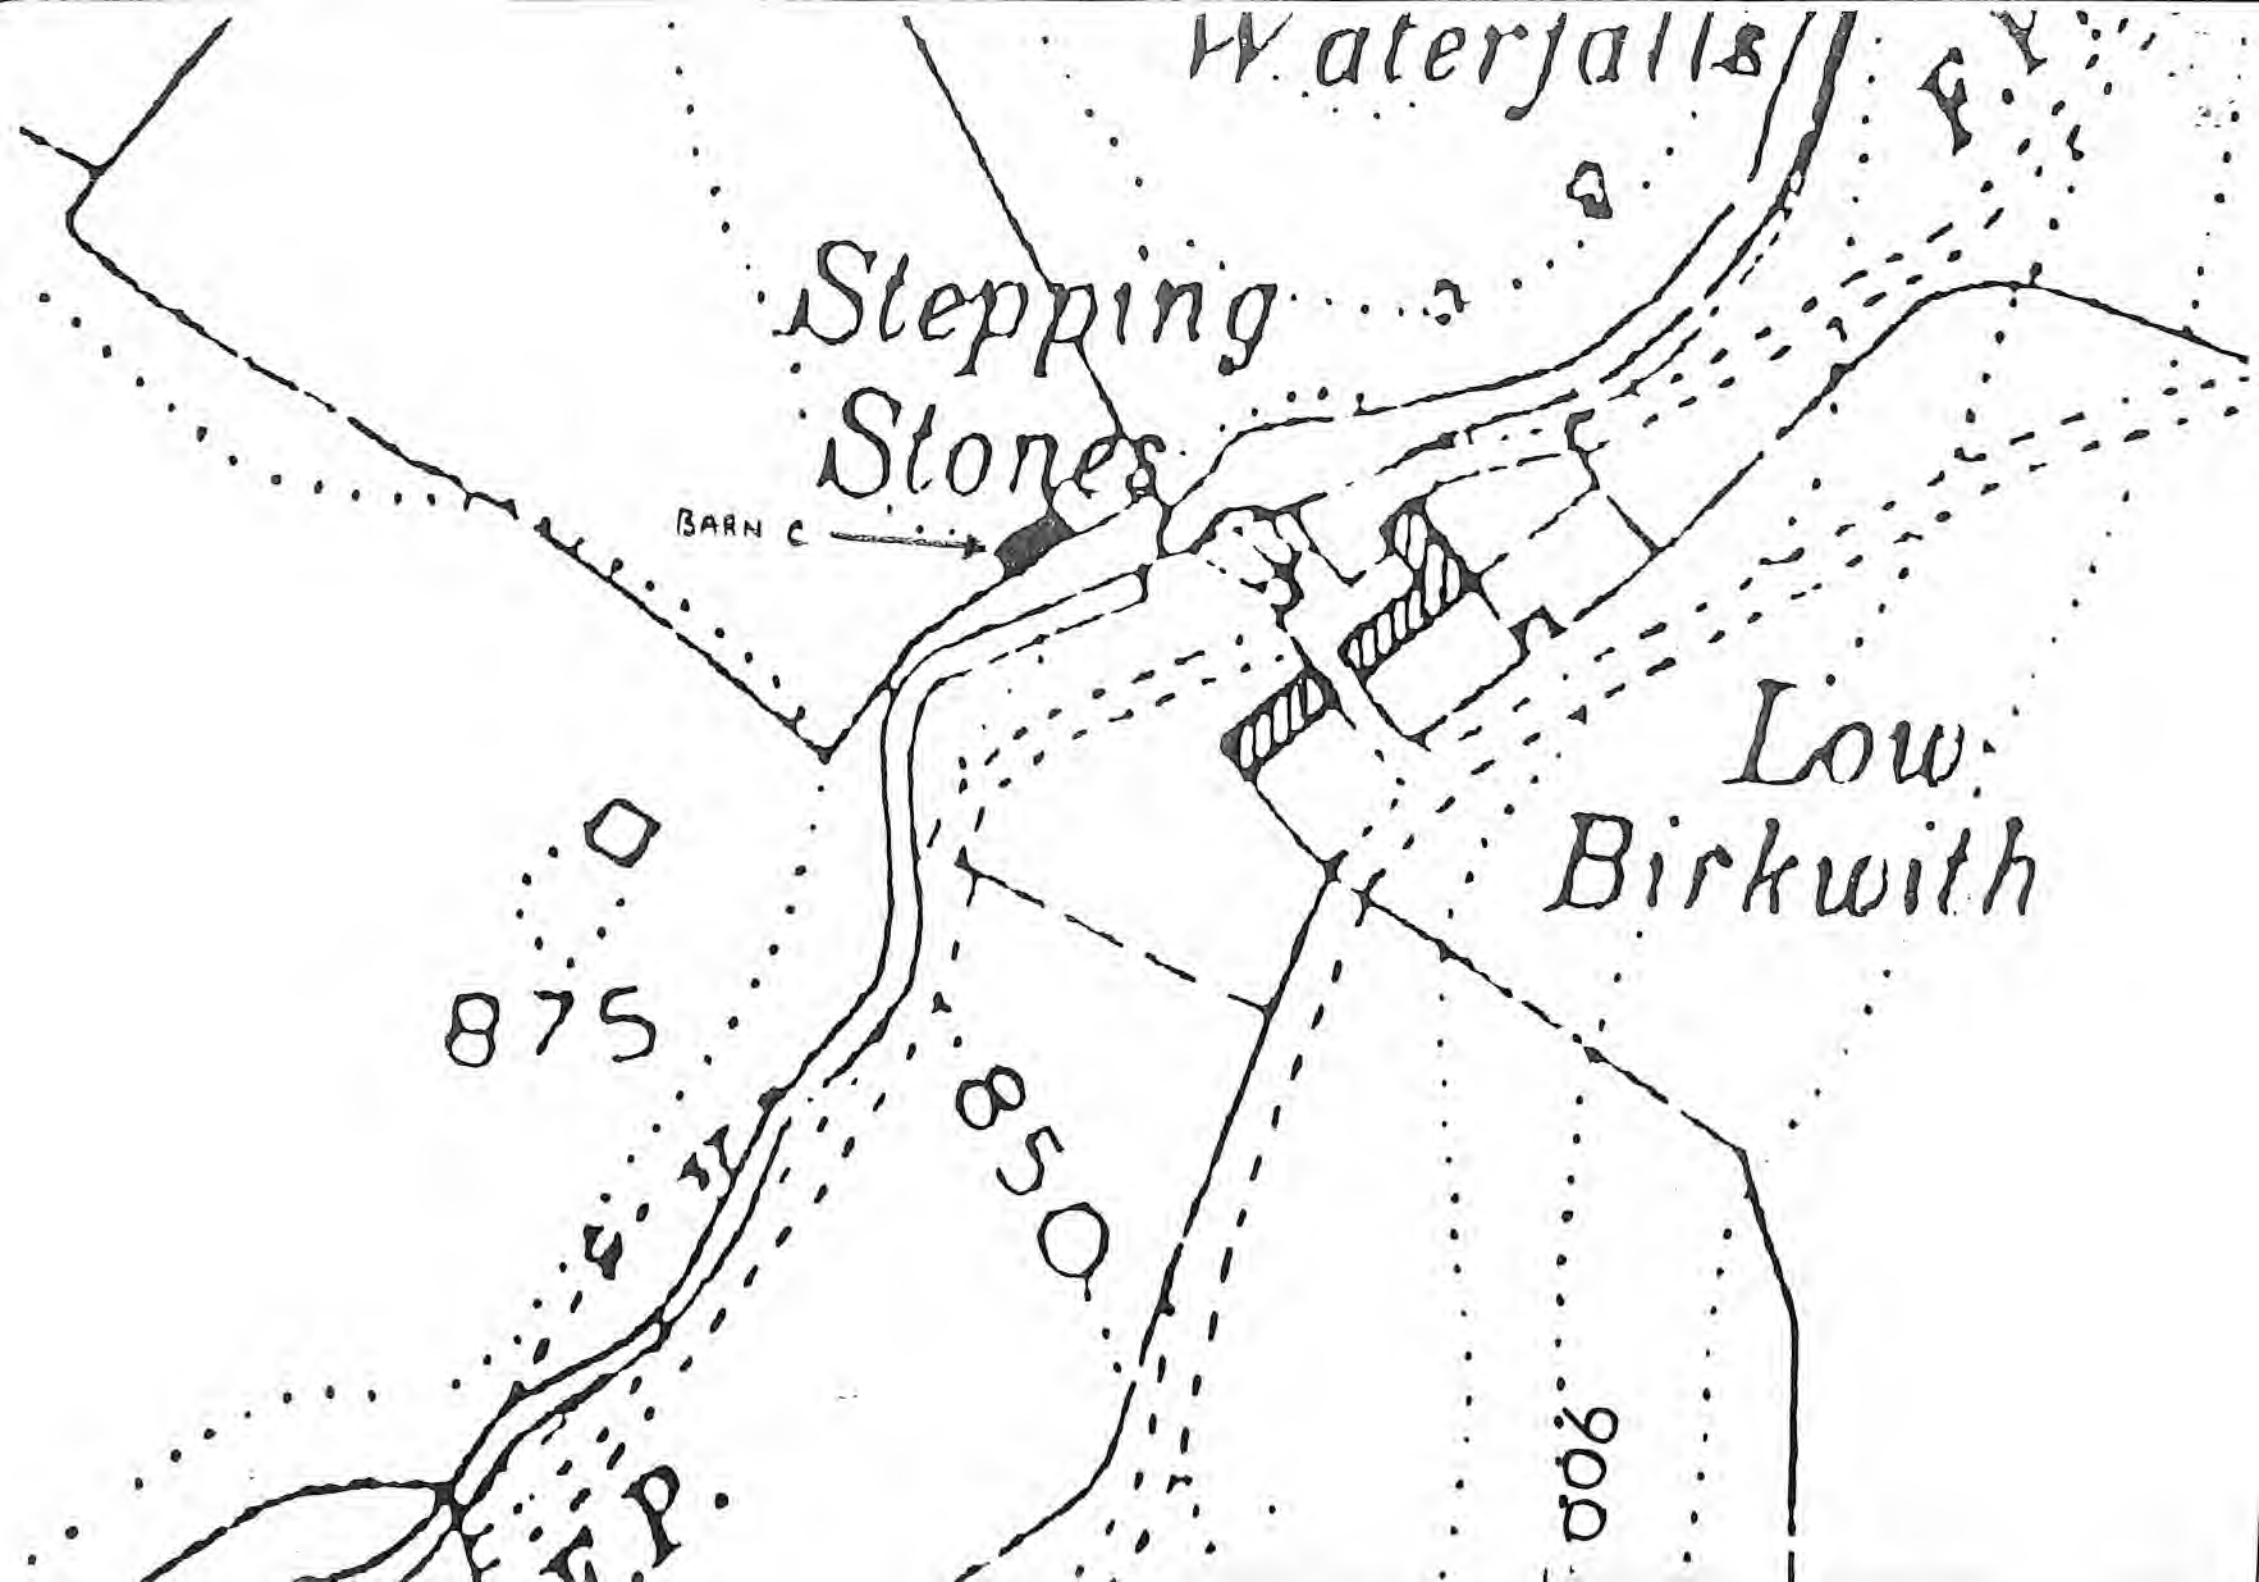 Waterfalls
Stepping
Stones
BARN C
Low
Birkwith
875
850
900
F.P.